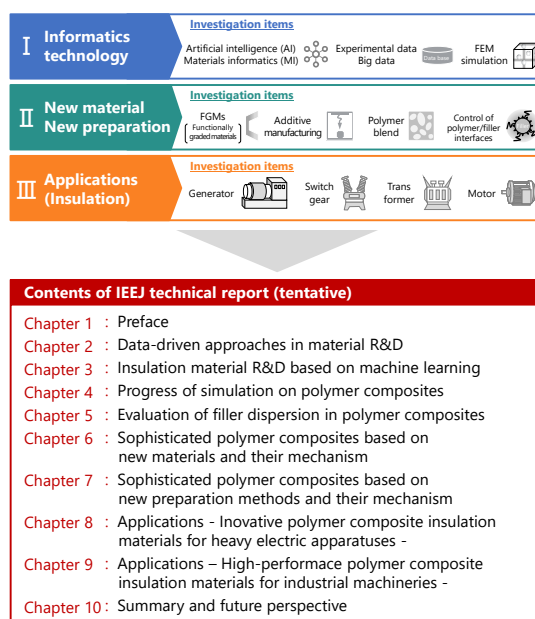 Ⅰ Informatics
technology
Investigation items
Artificial intelligence (AI)
Materials informatics (MI)
Experimental data
Big data
Data base
FEM
simulation
Ⅱ New material
New preparation
Investigation items
FGMs
Functionally
graded materials
Additive
manufacturing
Polymer
blend
Control of
polymer/filler
interfaces
Ⅲ Applications
(Insulation)
Investigation items
Generator
Switch
gear
Trans
former
Motor
Contents of IEEJ technical report (tentative)
Chapter 1 : Preface
Chapter 2 : Data-driven approaches in material R&D
Chapter 3 : Insulation material R&D based on machine learning
Chapter 4 : Progress of simulation on polymer composites
Chapter 5 : Evaluation of filler dispersion in polymer composites
Chapter 6 : Sophisticated polymer composites based on
new materials and their mechanism
Chapter 7 : Sophisticated polymer composites based on
new preparation methods and their mechanism
Chapter 8 : Applications - Inovative polymer composite insulation
materials for heavy electric apparatuses -
Chapter 9 : Applications – High-performace polymer composite
insulation materials for industrial machineries -
Chapter 10 : Summary and future perspective